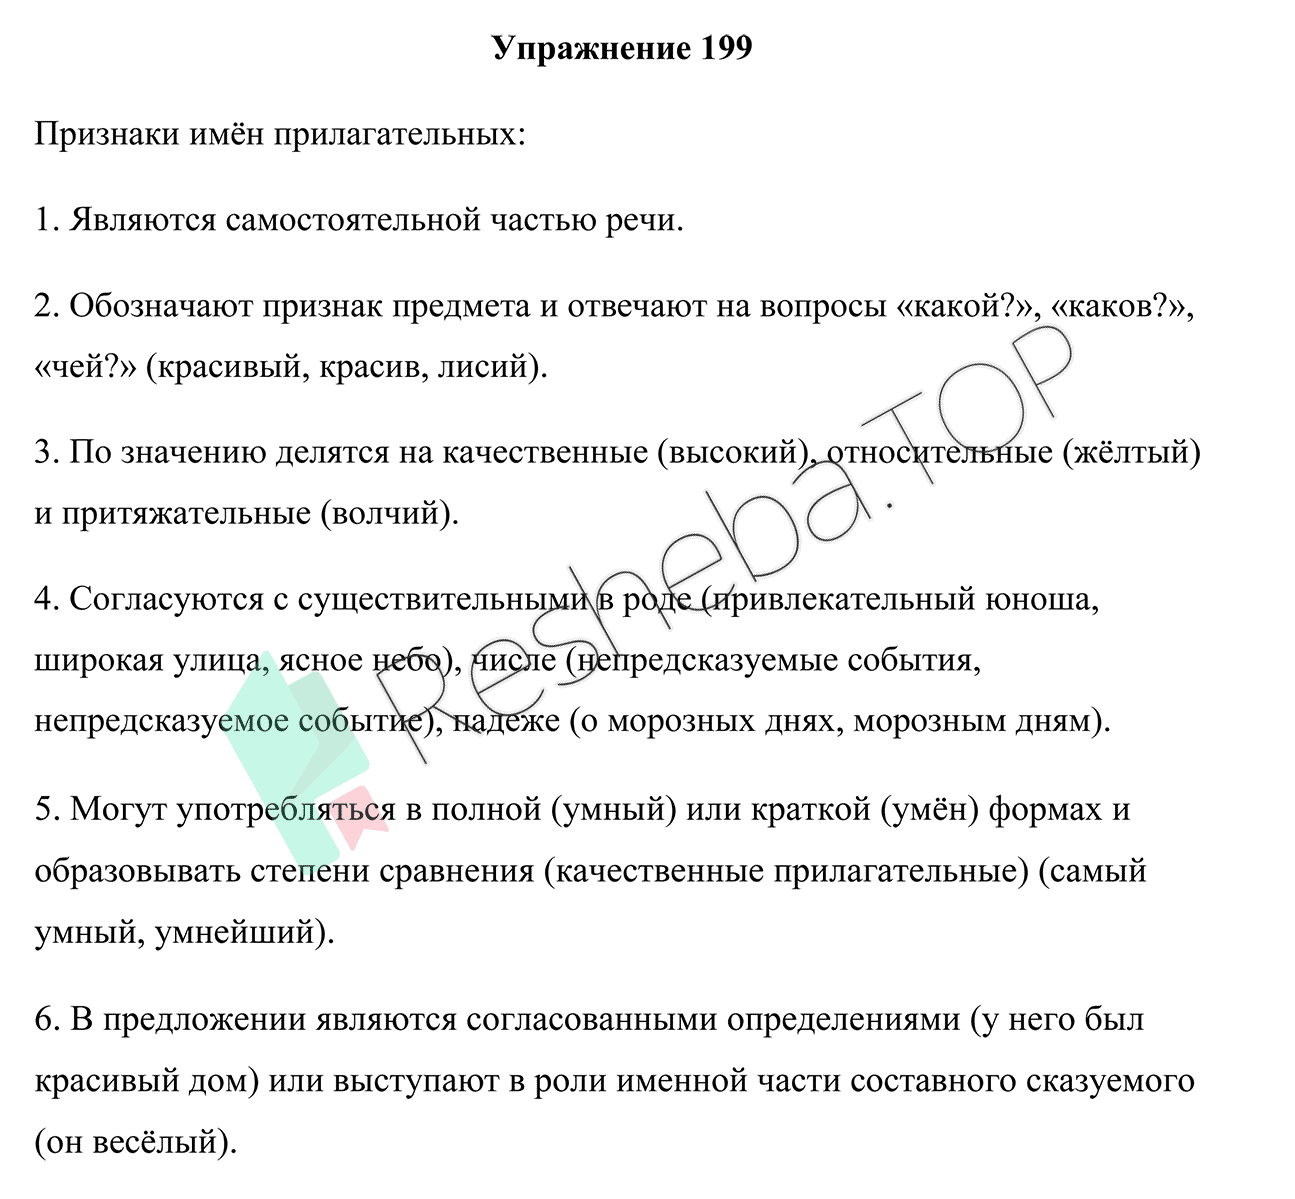 Упражнение 199
Признаки имён прилагательных:
1. Являются самостоятельной частью речи.
2. Обозначают признак предмета и отвечают на вопросы «какой?», «каков?»,
«чей?» (красивый, красив, лисий).
3. По значению делятся на качественные (высокий), относительные (жёлтый)
и притяжательные (волчий).
4. Согласуются с существительными в роде (привлекательный юноша,
широкая улица, ясное небо), числе (непредсказуемые события,
непредсказуемое событие), падеже (о морозных днях, морозным дням).
5. Могут употребляться в полной (умный) или краткой (умён) формах и
образовывать степени сравнения (качественные прилагательные) (самый
умный, умнейший).
6. В предложении являются согласованными определениями (у него был
красивый дом) или выступают в роли именной части составного сказуемого
(он весёлый).
Resheba.TOP